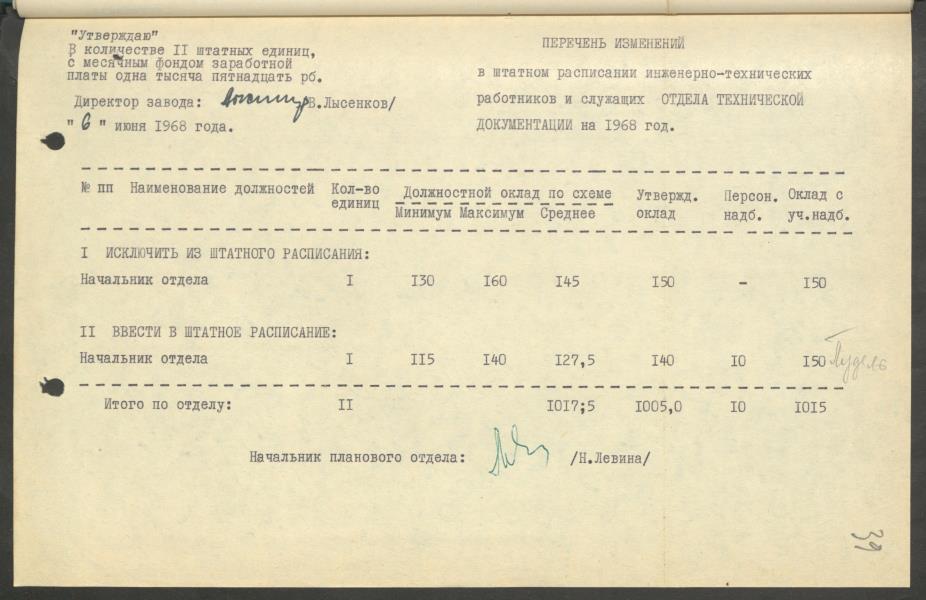 "Утверждаю"
В количестве II штатных единиц,
с месячным фондом заработной
платы одна тысяча пятнадцать рб.
Директор завода: В.Лысенков/
" 6 " июня 1968 года.
ПЕРЕЧЕНЬ ИЗМЕНЕНИЙ
в штатном расписании инженерно-технических
работников и служащих ОТДЕЛА ТЕХНИЧЕСКОЙ
ДОКУМЕНТАЦИИ на 1968 год.
№ пп Наименование должностей Кол-во единиц Должностной оклад по схеме Утвержд. оклад Персон. надб. Оклад с уч.надб.
Минимум Максимум Среднее
I ИСКЛЮЧИТЬ ИЗ ШТАТНОГО РАСПИСАНИЯ:
Начальник отдела I I30 I60 I45 I50 - I50
II ВВЕСТИ В ШТАТНОЕ РАСПИСАНИЕ:
Начальник отдела I II5 I40 I27,5 I40 I0 I50
Итого по отделу: II I0I7;5 I005,0 I0 I0I5
Начальник планового отдела: /Н.Левина/
39